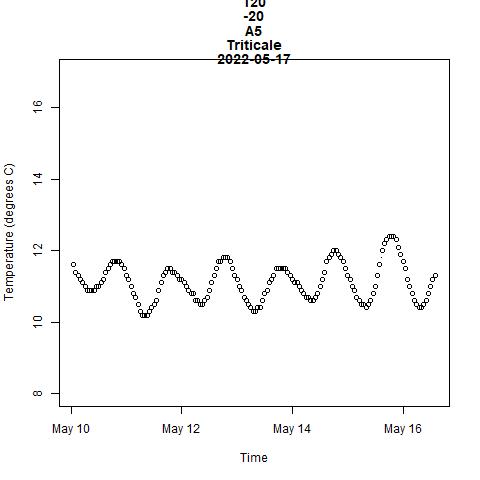 120
-20
A5
Triticale
2022-05-17
Temperature (degrees C)
16
14
12
10
8
May 10
May 12
May 14
May 16
Time